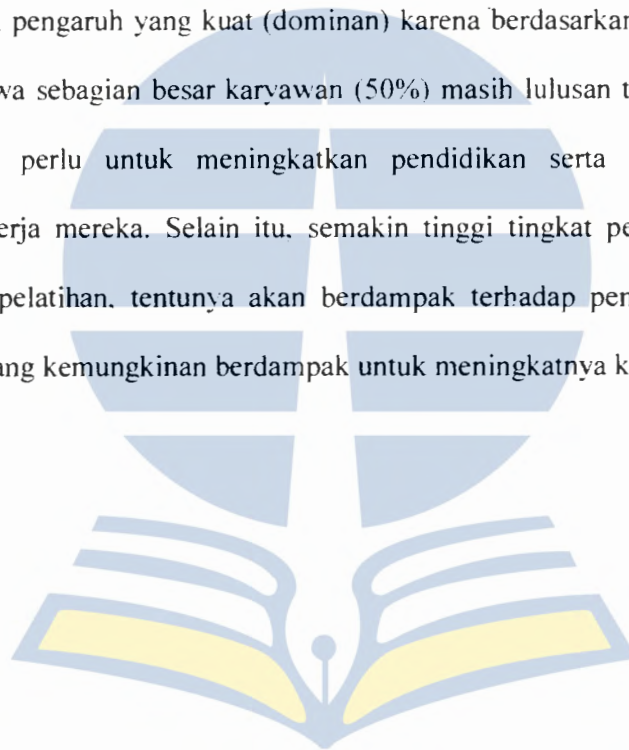 pengaruh yang kuat (dominan) karena berdasarkan
wa sebagian besar karyawan (50%) masih lulusan t
perlu untuk meningkatkan pendidikan serta
erja mereka. Selain itu, semakin tinggi tingkat pe
pelatihan, tentunya akan berdampak terhadap pen
ang kemungkinan berdampak untuk meningkatnya k